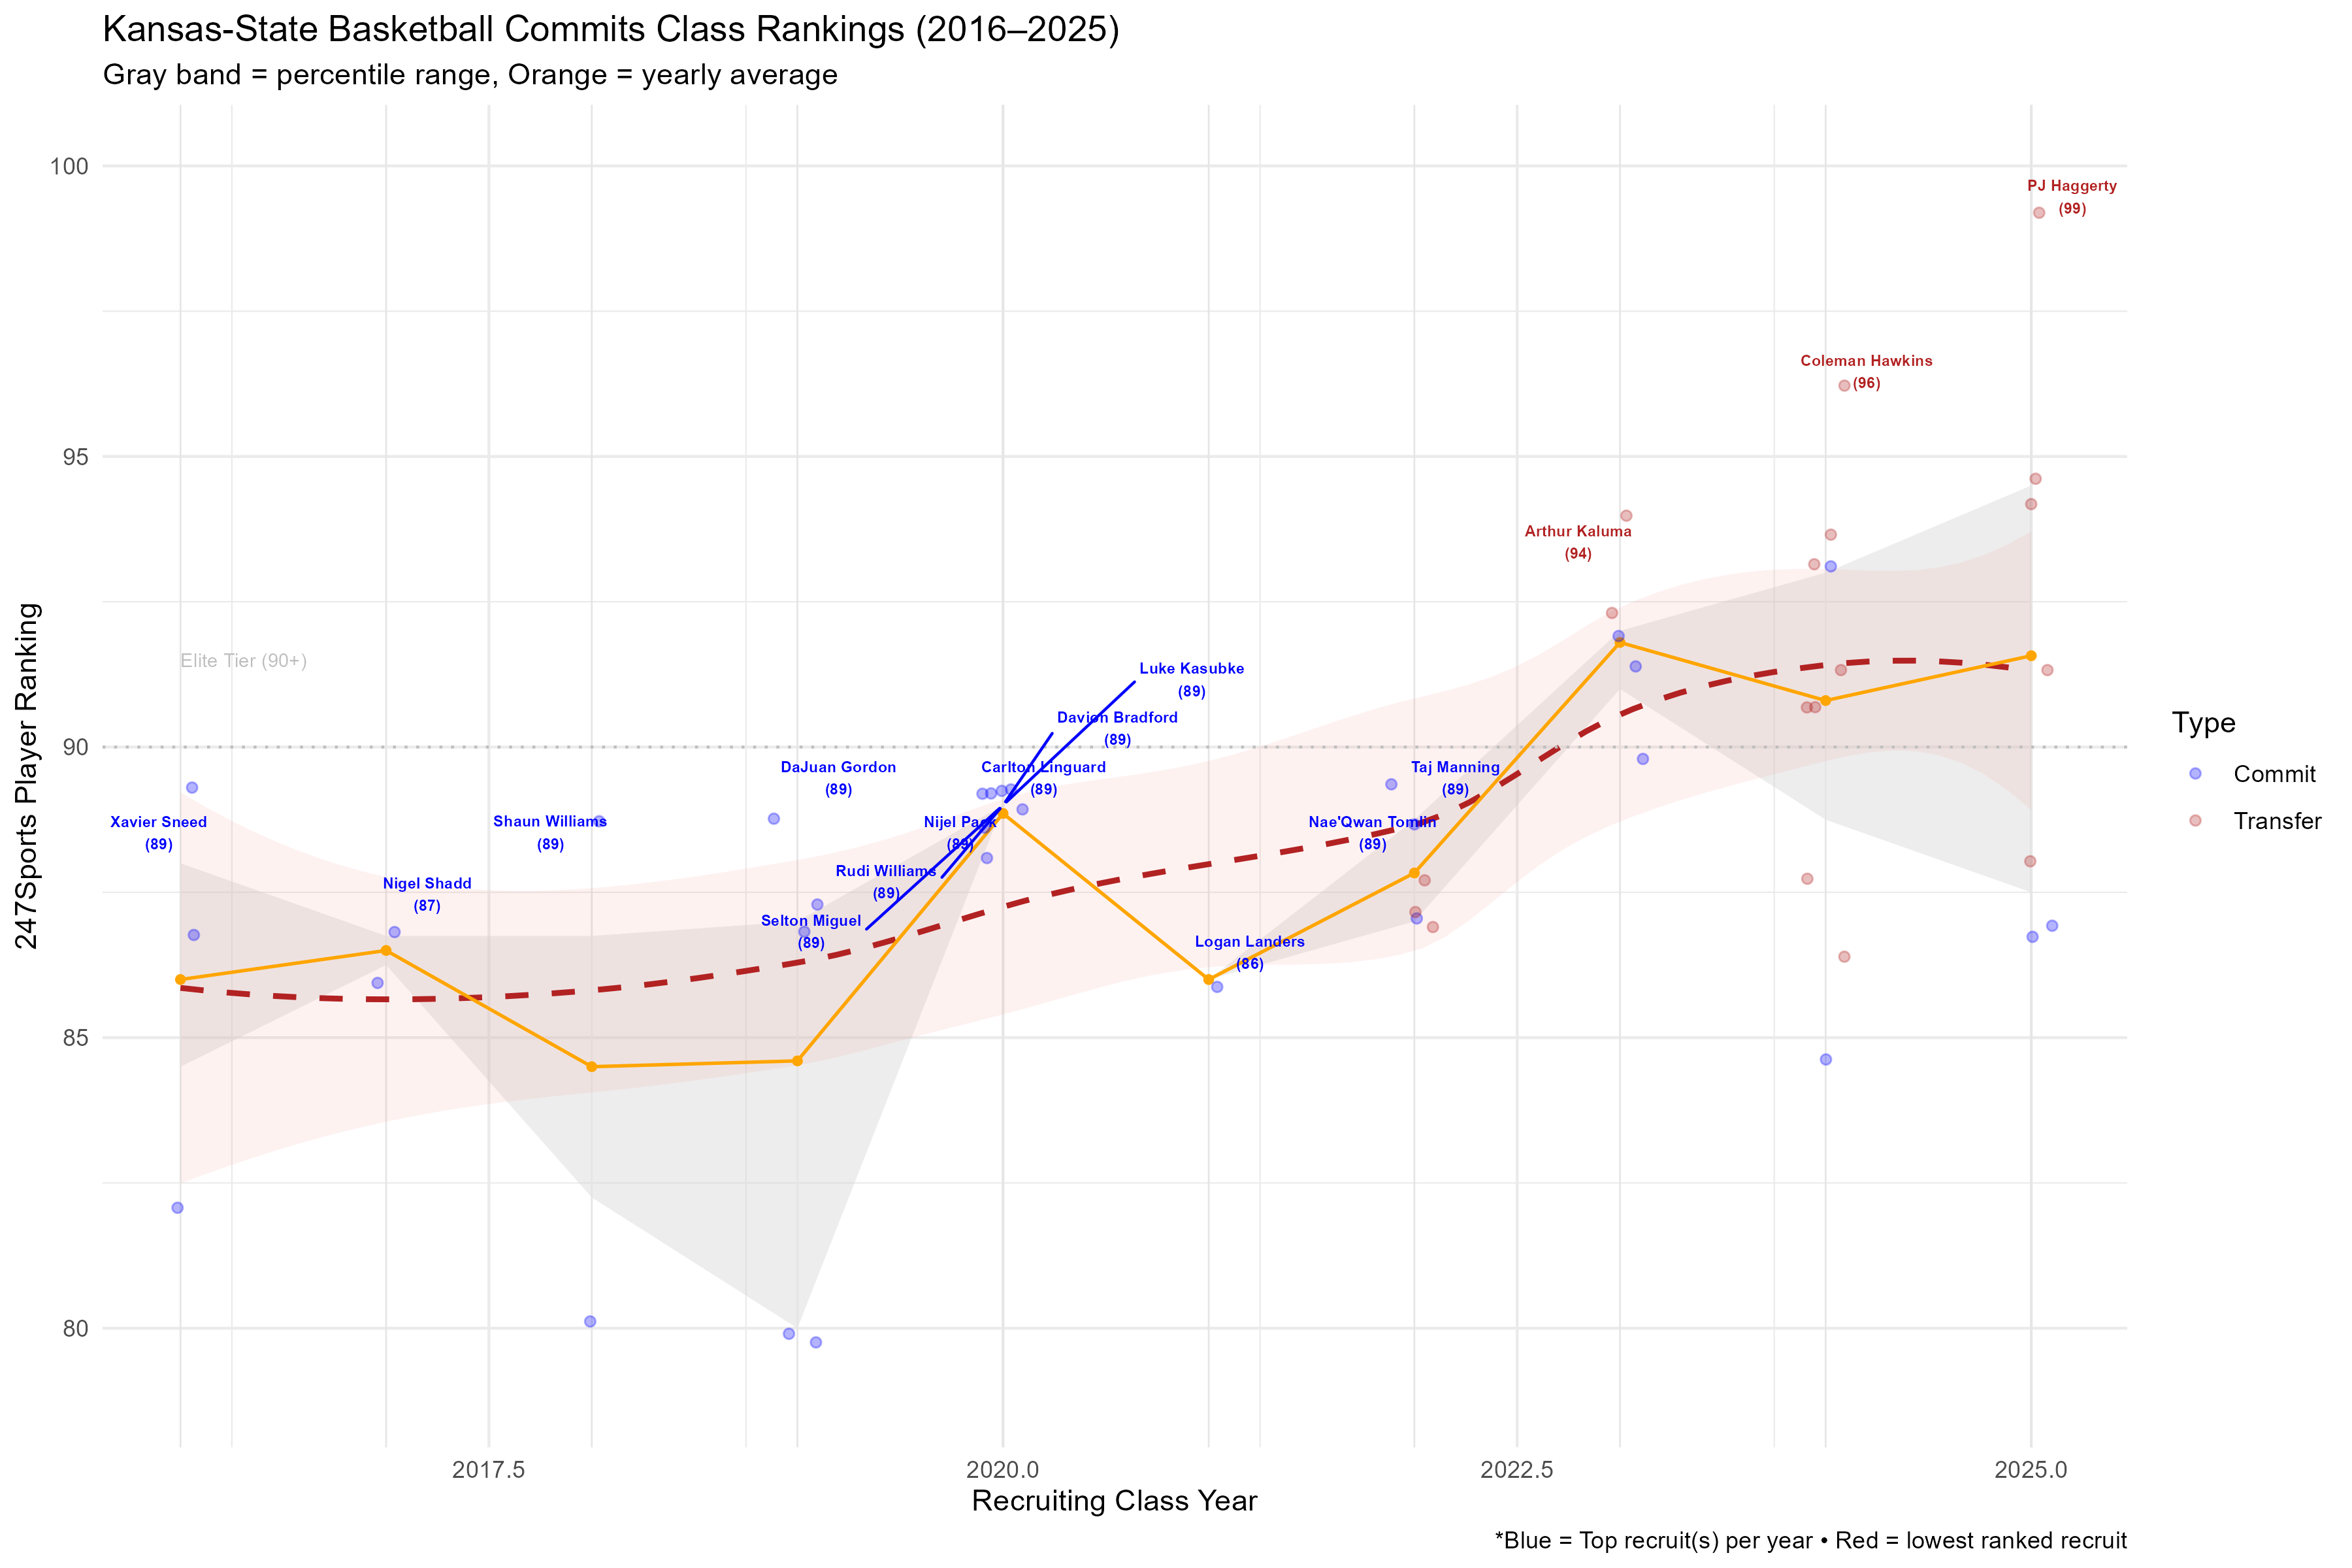 Kansas-State Basketball Commits Class Rankings (2016–2025)
Gray band = percentile range, Orange = yearly average
247Sports Player Ranking
100
95
90
85
80
PJ Haggerty
(99)
Coleman Hawkins
(96)
Arthur Kaluma
(94)
Elite Tier (90+)
Luke Kasubke
(89)
Davion Bradford
(89)
DaJuan Gordon
(89)
Carlton Linguard
(89)
Taj Manning
(89)
Xavier Sneed
(89)
Shaun Williams
(89)
Nijel Pack
(89)
Nae'Qwan Tomlin
(89)
Nigel Shadd
(87)
Rudi Williams
(89)
Selton Miguel
(89)
Logan Landers
(86)
Type
Commit
Transfer
2017.5
2020.0
2022.5
2025.0
Recruiting Class Year
*Blue = Top recruit(s) per year • Red = lowest ranked recruit